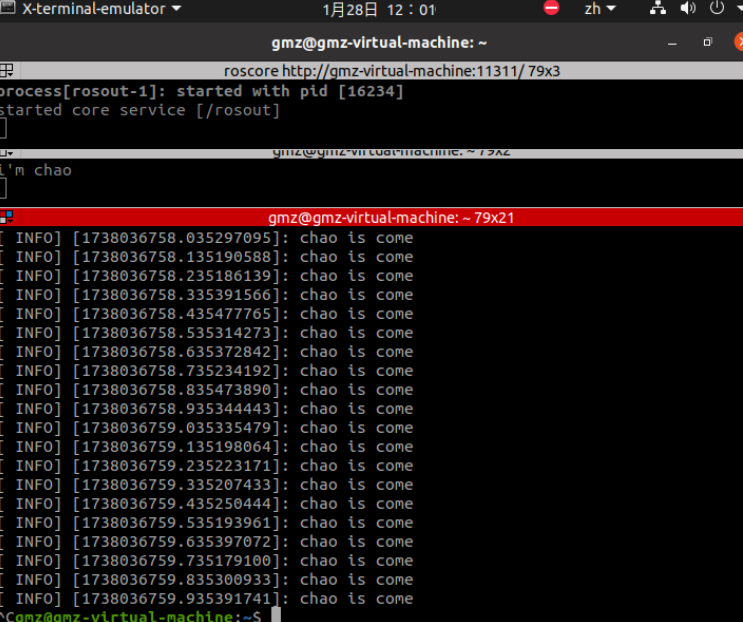 X-terminal-emulator
1月28日 12：01
zh
gmz@gmz-virtual-machine: ~
roscore http://gmz-virtual-machine:11311/ 79x3
process[rosout-1]: started with pid [16234]
started core service [/rosout]
gmz@gmz-virtual-machine: ~ 79x2
i'm chao
gmz@gmz-virtual-machine: ~ 79x21
[ INFO] [1738036758.035297095]: chao is come
[ INFO] [1738036758.135190588]: chao is come
[ INFO] [1738036758.235186139]: chao is come
[ INFO] [1738036758.335391566]: chao is come
[ INFO] [1738036758.435477765]: chao is come
[ INFO] [1738036758.535314273]: chao is come
[ INFO] [1738036758.635372842]: chao is come
[ INFO] [1738036758.735234192]: chao is come
[ INFO] [1738036758.835473890]: chao is come
[ INFO] [1738036758.935344443]: chao is come
[ INFO] [1738036759.035335479]: chao is come
[ INFO] [1738036759.135198064]: chao is come
[ INFO] [1738036759.235223171]: chao is come
[ INFO] [1738036759.335207433]: chao is come
[ INFO] [1738036759.435250444]: chao is come
[ INFO] [1738036759.535193961]: chao is come
[ INFO] [1738036759.635397072]: chao is come
[ INFO] [1738036759.735179100]: chao is come
[ INFO] [1738036759.835300933]: chao is come
[ INFO] [1738036759.935391741]: chao is come
^Cgmz@gmz-virtual-machine:~$